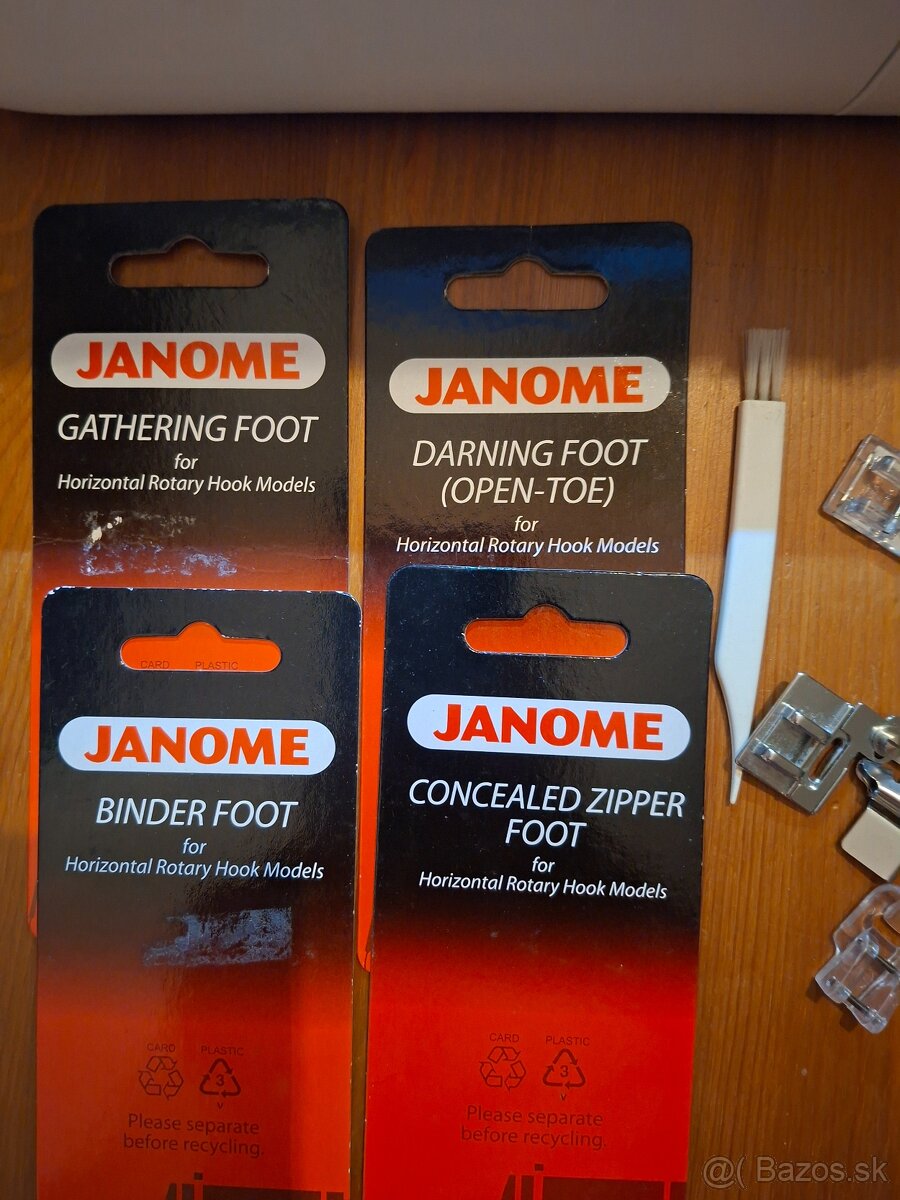 JANOME
GATHERING FOOT
for
Horizontal Rotary Hook Models
JANOME
DARNING FOOT
(OPEN-TOE)
for
Horizontal Rotary Hook Models
CARD PLASTIC
JANOME
BINDER FOOT
for
Horizontal Rotary Hook Models
CARD PLASTIC
3
V
Please separate
before recycling.
JANOME
CONCEALED ZIPPER
FOOT
for
Horizontal Rotary Hook Models
CARD PLASTIC
3
V
Please separate
before recycling.
@( Bazos.sk